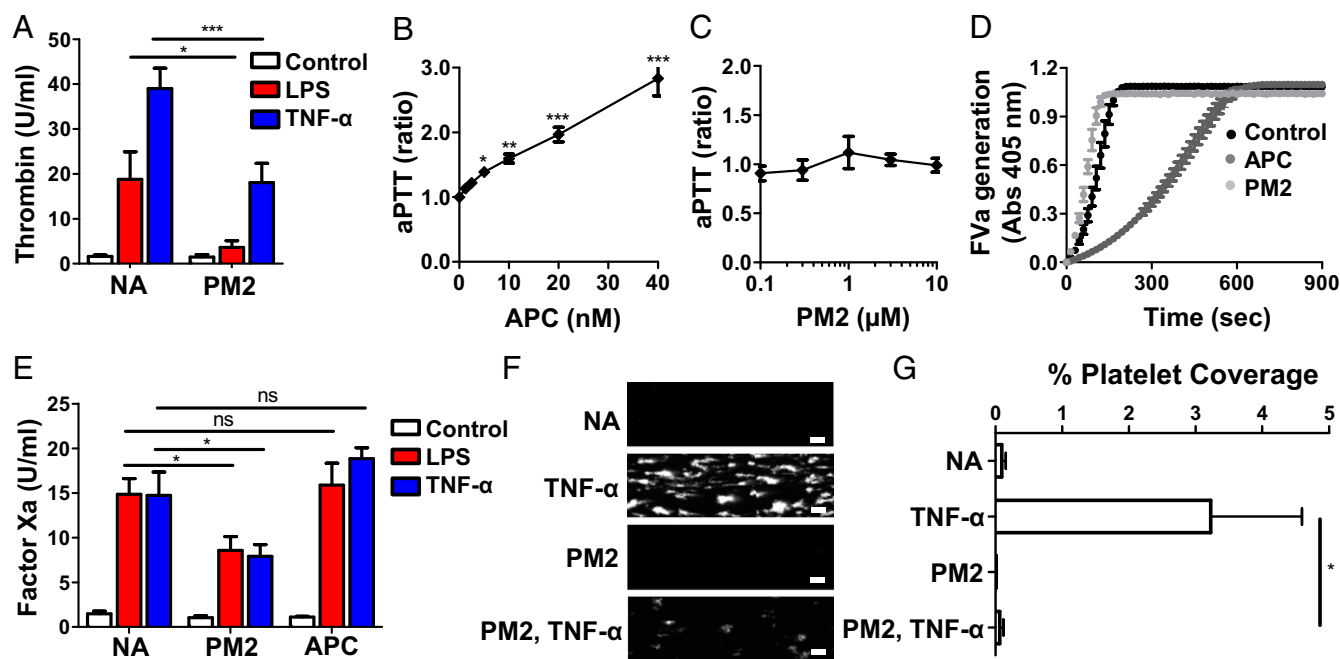 A
Thrombin (U/ml)
50
40
30
20
10
0
***
*
Control
LPS
TNF-α
NA
PM2
B
aPTT (ratio)
3.0
2.0
1.0
0.0
*
**
***
***
0
10
20
30
40
APC (nM)
C
aPTT (ratio)
2.0
1.5
1.0
0.5
0.0
0.1
1
10
PM2 (μM)
D
FVa generation
(Abs 405 nm)
1.2
0.9
0.6
0.3
0.0
Control
APC
PM2
0
300
600
900
Time (sec)
E
Factor Xa (U/ml)
25
20
15
10
5
0
ns
ns
*
*
Control
LPS
TNF-α
NA
PM2
APC
F
NA
TNF-α
PM2
PM2, TNF-α
G
% Platelet Coverage
0
1
2
3
4
5
NA
TNF-α
PM2
PM2, TNF-α
*